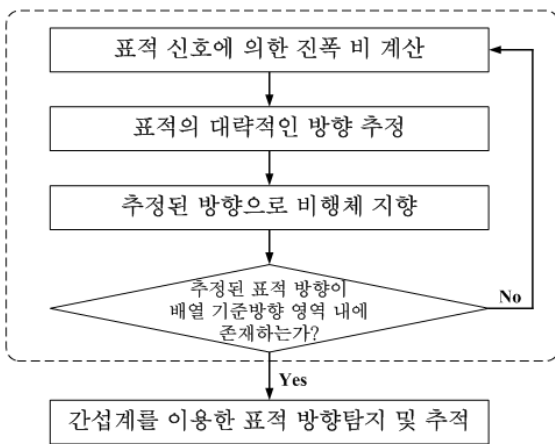 표적 신호에 의한 진폭 비 계산
표적의 대략적인 방향 추정
추정된 방향으로 비행체 지향
추정된 표적 방향이
배열 기준방향 영역 내에
존재하는가?
No
Yes
간섭계를 이용한 표적 방향탐지 및 추적